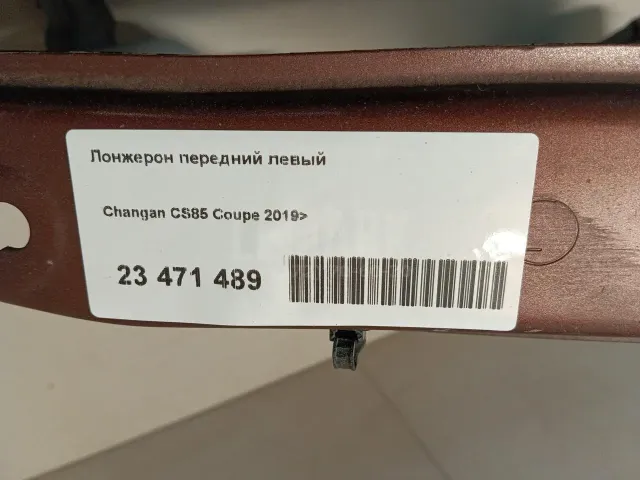 Лонжерон передний левый
Changan CS85 Coupe 2019>
23 471 489